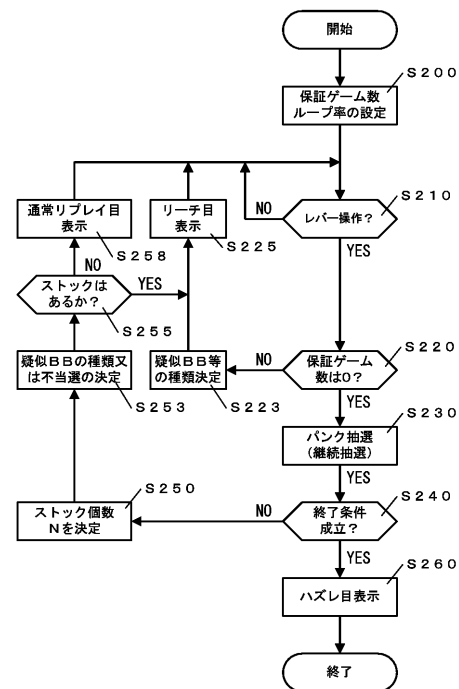 開始
S200
保証ゲーム数
ループ率の設定
S210
レバー操作?
NO
YES
通常リプレイ目
表示
S258
リーチ目
表示
S225
NO
ストックは
あるか?
YES
S255
疑似BBの種類又
は不当選の決定
S253
疑似BB等
の種類決定
S223
NO
S220
保証ゲーム
数は0?
YES
S230
パンク抽選
(継続抽選)
YES
S250
ストック個数
Nを決定
NO
S240
終了条件
成立?
YES
S260
ハズレ目表示
終了